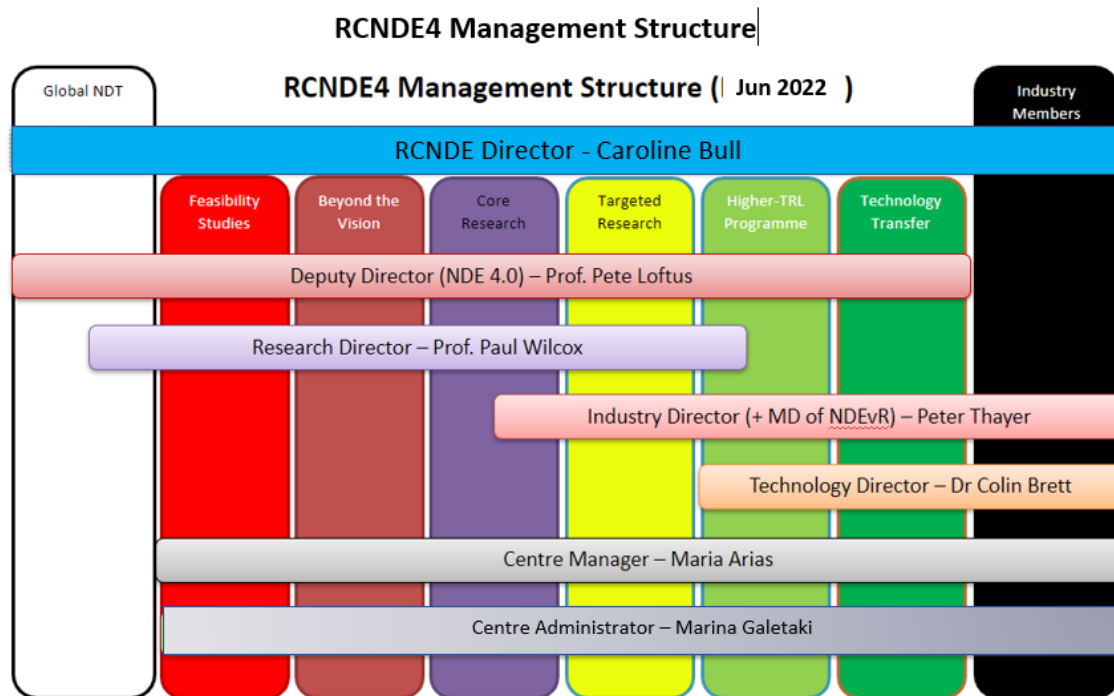 RCNDE4 Management Structure
RCNDE4 Management Structure ( Jun 2022 )
Global NDT
Industry
Members
RCNDE Director - Caroline Bull
Feasibility
Studies
Beyond the
Vision
Core
Research
Targeted
Research
Higher-TRL
Programme
Technology
Transfer
Deputy Director (NDE 4.0) – Prof. Pete Loftus
Research Director – Prof. Paul Wilcox
Industry Director (+ MD of NDEvR) – Peter Thayer
Technology Director – Dr Colin Brett
Centre Manager – Maria Arias
Centre Administrator – Marina Galetaki